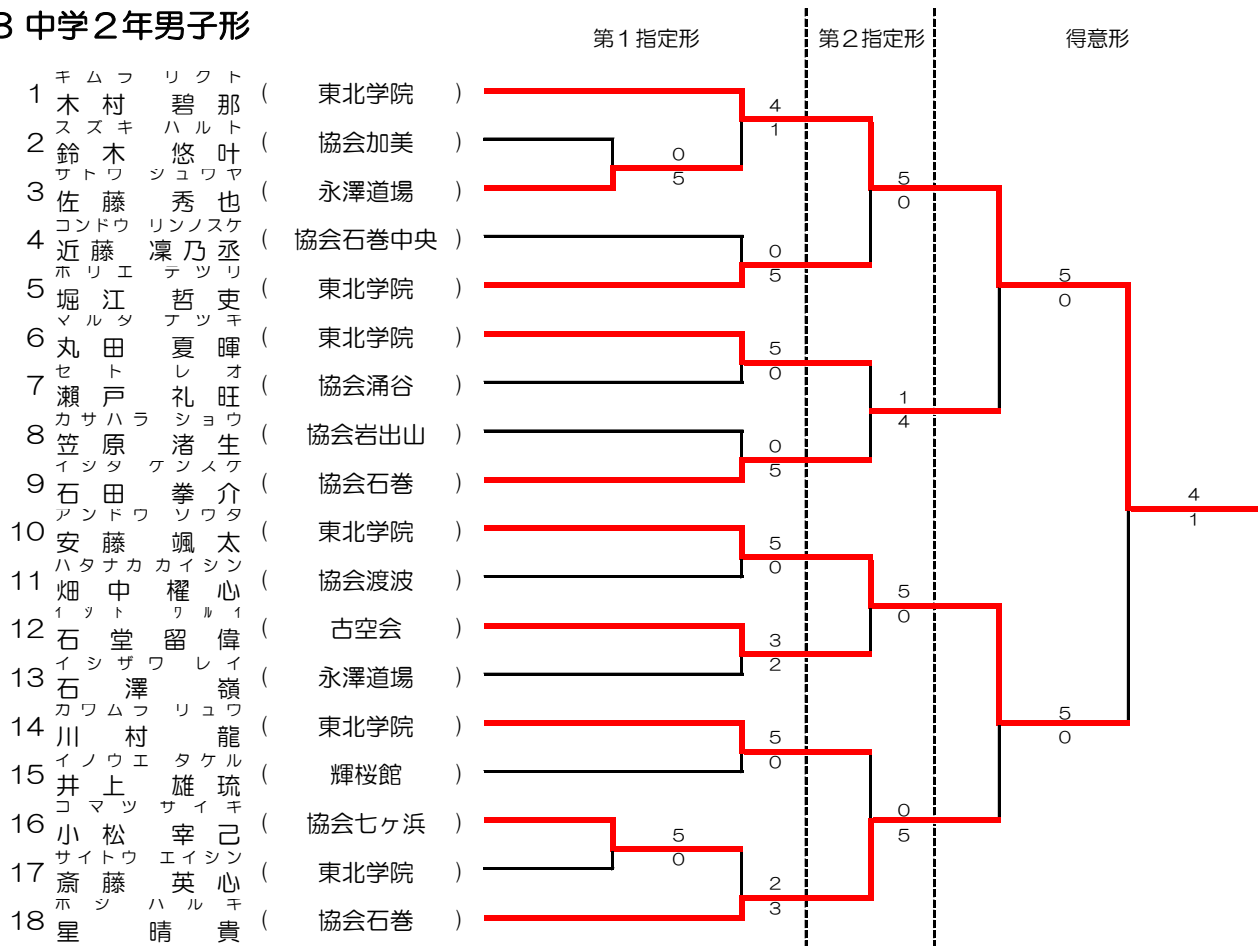 8 中学２年男子形
第１指定形 第２指定形 得意形
キムラ リクト
1 木村 碧那 ( 東北学院 )
4
1
スズキ ハルト
2 鈴木 悠叶 ( 協会加美 )
0
5
サトウ シュウヤ
3 佐藤 秀也 ( 永澤道場 )
5
0
コンドウ リンノスケ
4 近藤 凜乃丞 ( 協会石巻中央 )
0
5
ホリエ テツリ
5 堀江 哲吏 ( 東北学院 )
5
0
マルタ ナツキ
6 丸田 夏暉 ( 東北学院 )
5
0
セト レオ
7 瀬戸 礼旺 ( 協会涌谷 )
1
4
カサハラ ショウ
8 笠原 渚生 ( 協会岩出山 )
0
5
イシダ ケンスケ
9 石田 拳介 ( 協会石巻 )
4
1
アンドウ ソウタ
10 安藤 颯太 ( 東北学院 )
5
0
ハタナカ カイシン
11 畑中 櫂心 ( 協会渡波 )
5
0
12 石堂 留偉 ( 古空会 )
3
2
イシザワ レイ
13 石澤 嶺 ( 永澤道場 )
カワムラ リュウ
14 川村 龍 ( 東北学院 )
5
0
5
0
イノウエ タケル
15 井上 雄琉 ( 輝桜館 )
コマツ サイキ
16 小松 宰己 ( 協会七ヶ浜 )
5
0
0
5
サイトウ エイシン
17 斎藤 英心 ( 東北学院 )
2
3
ホシ ハルキ
18 星 晴貴 ( 協会石巻 )